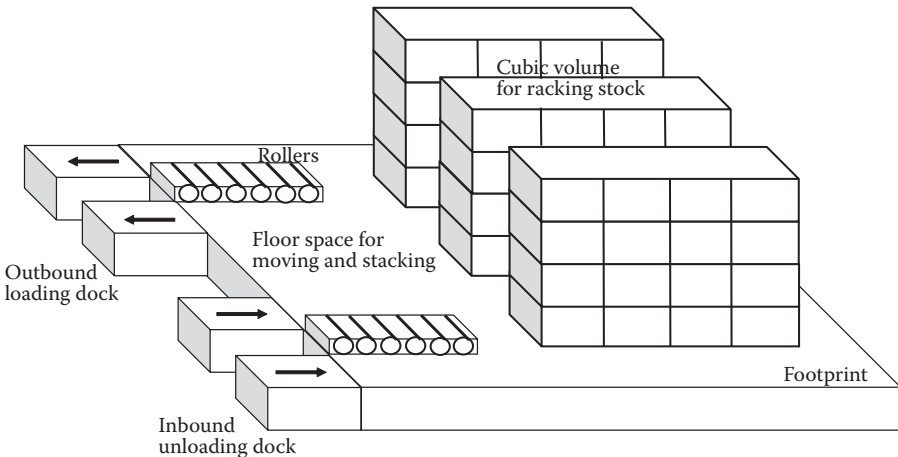 Cubic volume
for racking stock
Rollers
Floor space for
moving and stacking
Outbound
loading dock
Footprint
Inbound
unloading dock